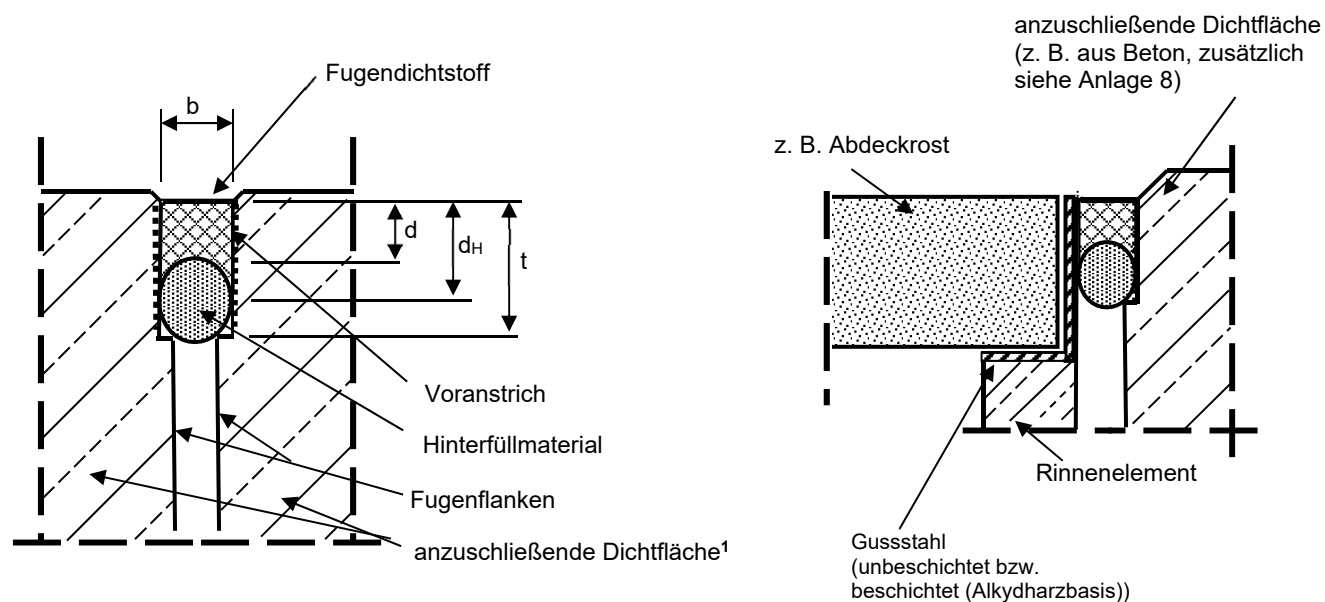 Fugendichtstoff
b
d
dH
t
Voranstrich
Hinterfüllmaterial
Fugenflanken
anzuschließende Dichtfläche¹
anzuschließende Dichtfläche
(z. B. aus Beton, zusätzlich
siehe Anlage 8)
z. B. Abdeckrost
Rinnenelement
Gussstahl
(unbeschichtet bzw.
beschichtet (Alkydharzbasis))